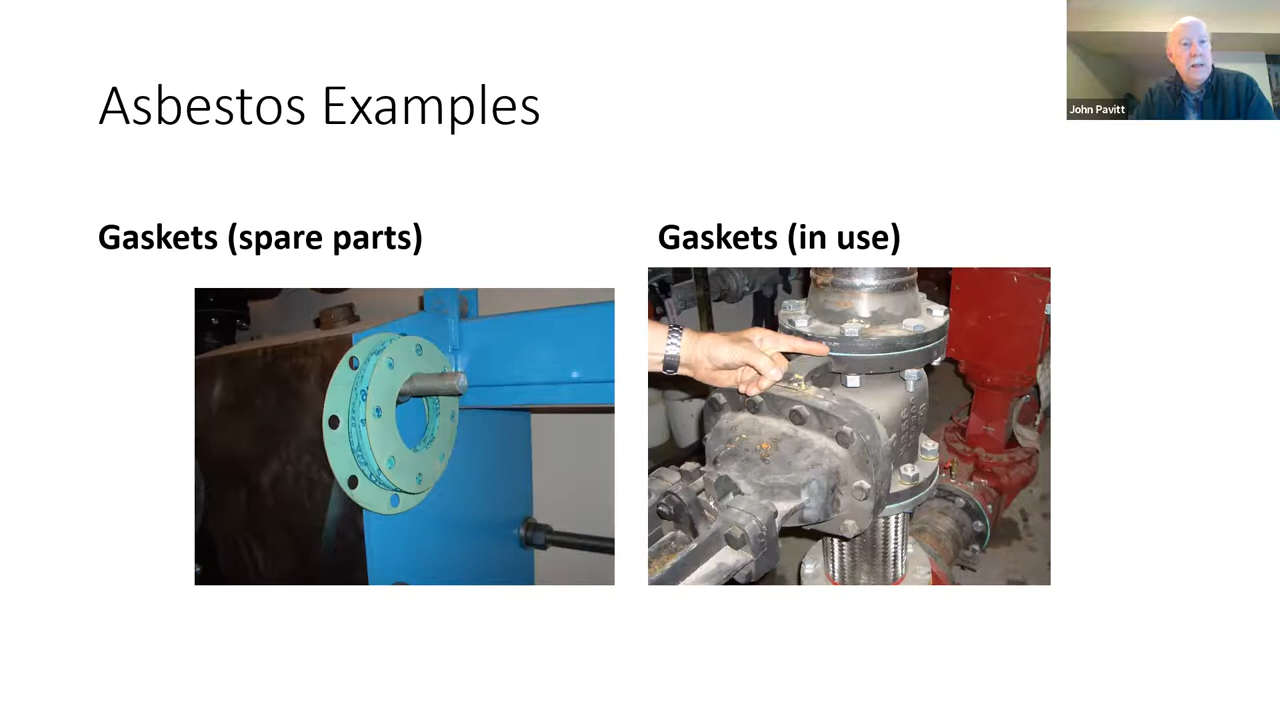 Asbestos Examples
John Pavitt
Gaskets (spare parts)
Gaskets (in use)